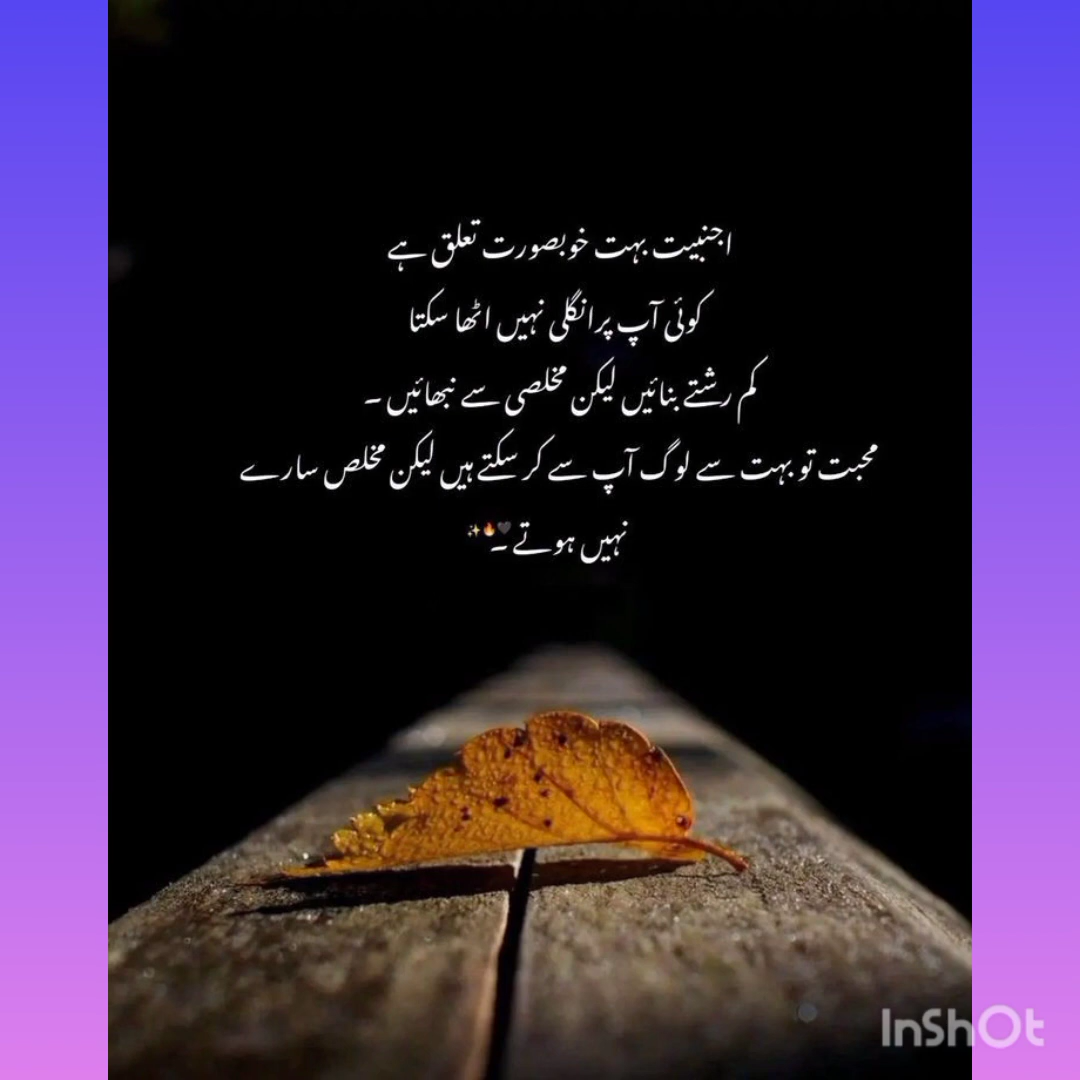 اجنبیت بہت خوبصورت تعلق ہے
کوئی آپ پر انگلی نہیں اٹھا سکتا
کم رشتے بنائیں لیکن مخلصی سے نبھائیں ۔
محبت تو بہت سے لوگ آپ سے کر سکتے ہیں لیکن مخلص سارے
نہیں ہوتے ۔🖤🔥✨
InShOt